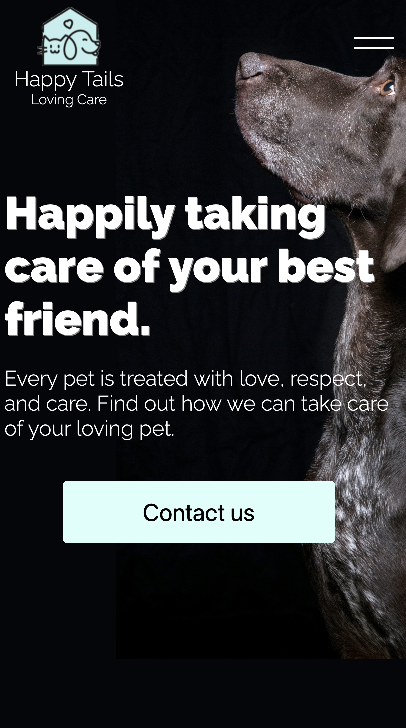 Happy Tails
Loving Care
Happily taking
care of your best
friend.
Every pet is treated with love, respect,
and care. Find out how we can take care
of your loving pet.
Contact us